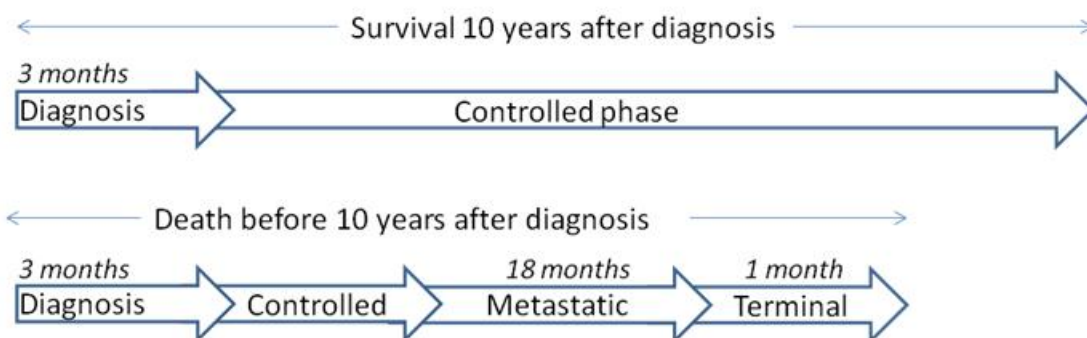 Survival 10 years after diagnosis
3 months
Diagnosis
Controlled phase
Death before 10 years after diagnosis
3 months
18 months
1 month
Diagnosis
Controlled
Metastatic
Terminal